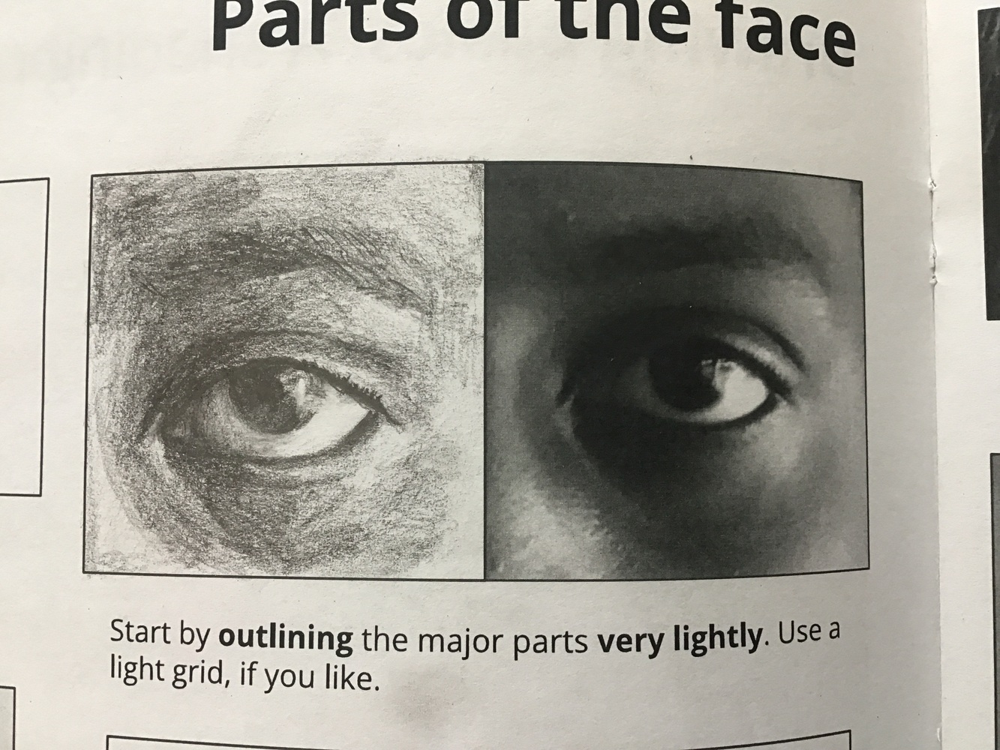 Parts of the face
Start by outlining the major parts very lightly. Use a
light grid, if you like.